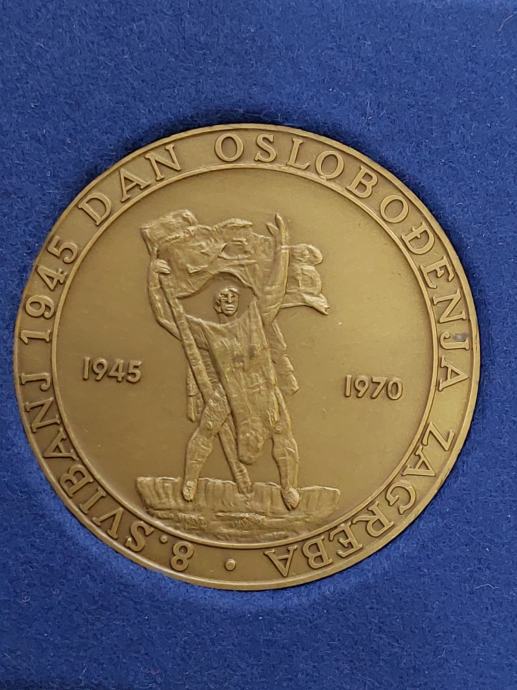 8. SVIBANJ 1945 DAN OSLOBOĐENJA ZAGREBA •
1945
1970